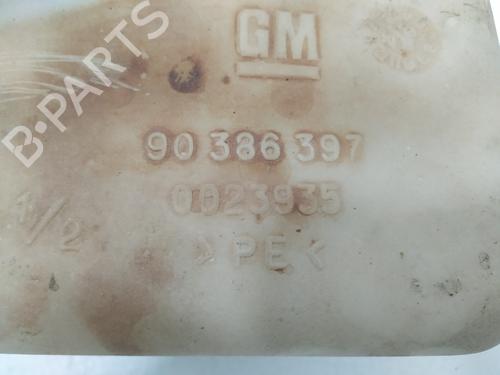 GM
90 386 397
0023935
1/2
>PE<
B-PARTS